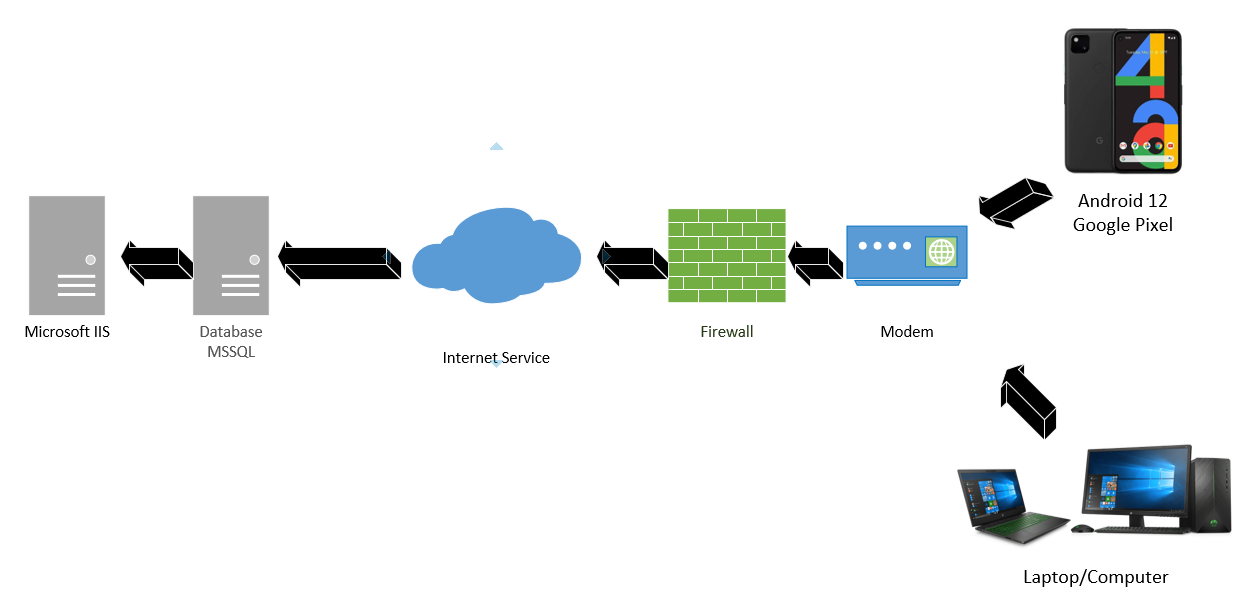 Android 12
Google Pixel
Microsoft IIS
Database
MSSQL
Internet Service
Firewall
Modem
Laptop/Computer